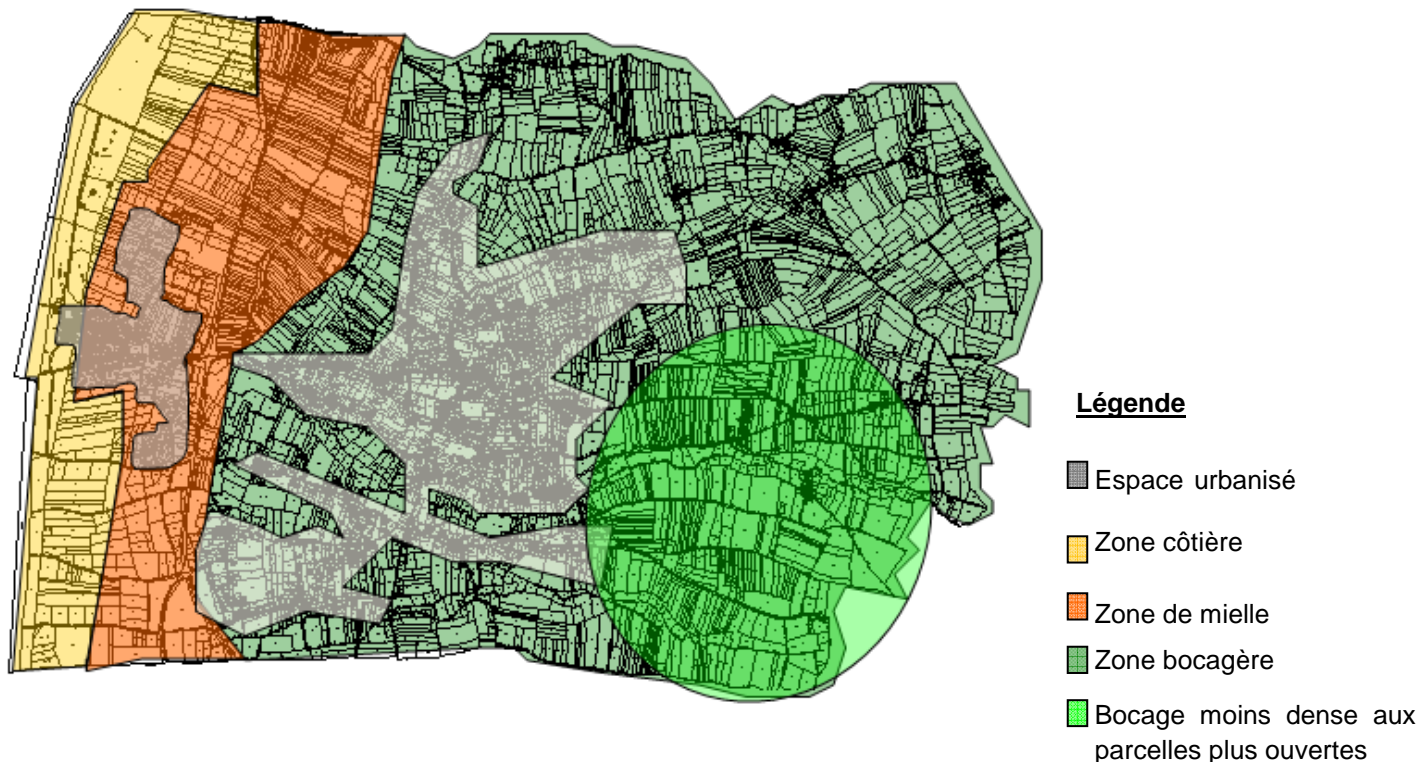 Légende
Espace urbanisé
Zone côtière
Zone de mielle
Zone bocagère
Bocage moins dense aux
parcelles plus ouvertes